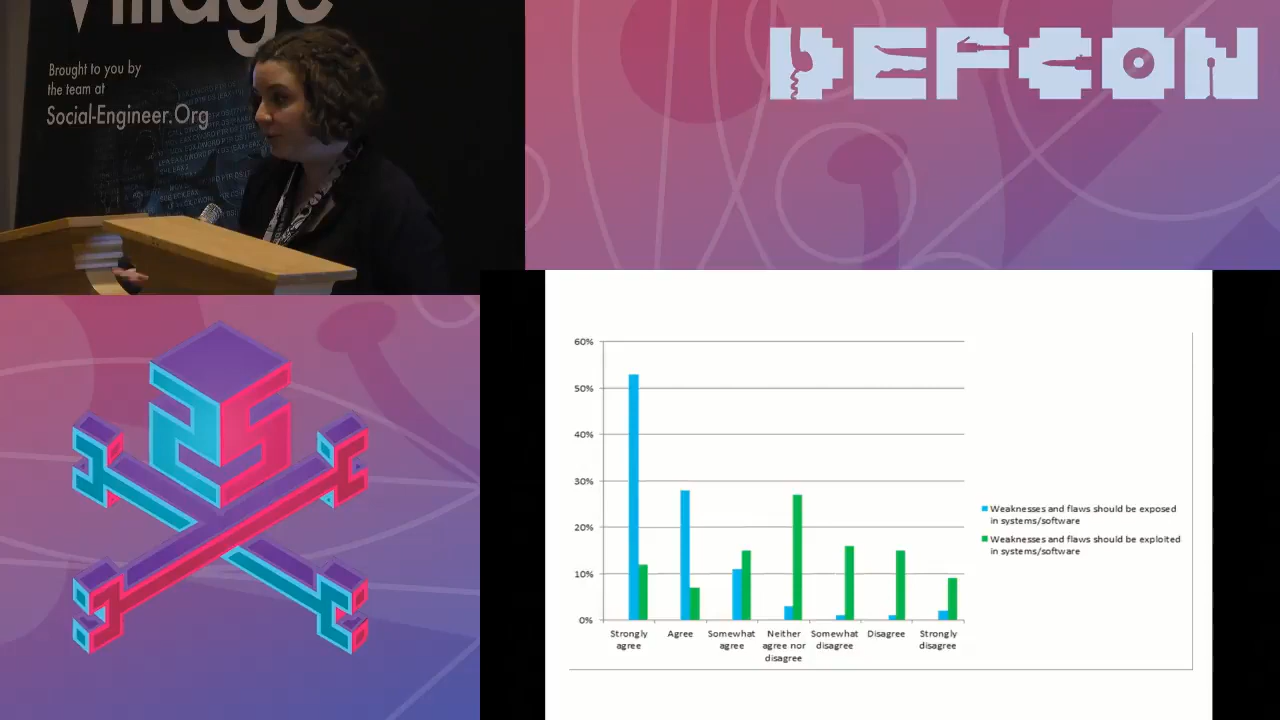 Village
Brought to you by
the team at
Social-Engineer.Org
DEFCON
60%
50%
40%
30%
20%
10%
0%
Strongly
agree
Agree
Somewhat
agree
Neither
agree nor
disagree
Somewhat
disagree
Disagree
Strongly
disagree
Weaknesses and flaws should be exposed
in systems/software
Weaknesses and flaws should be exploited
in systems/software